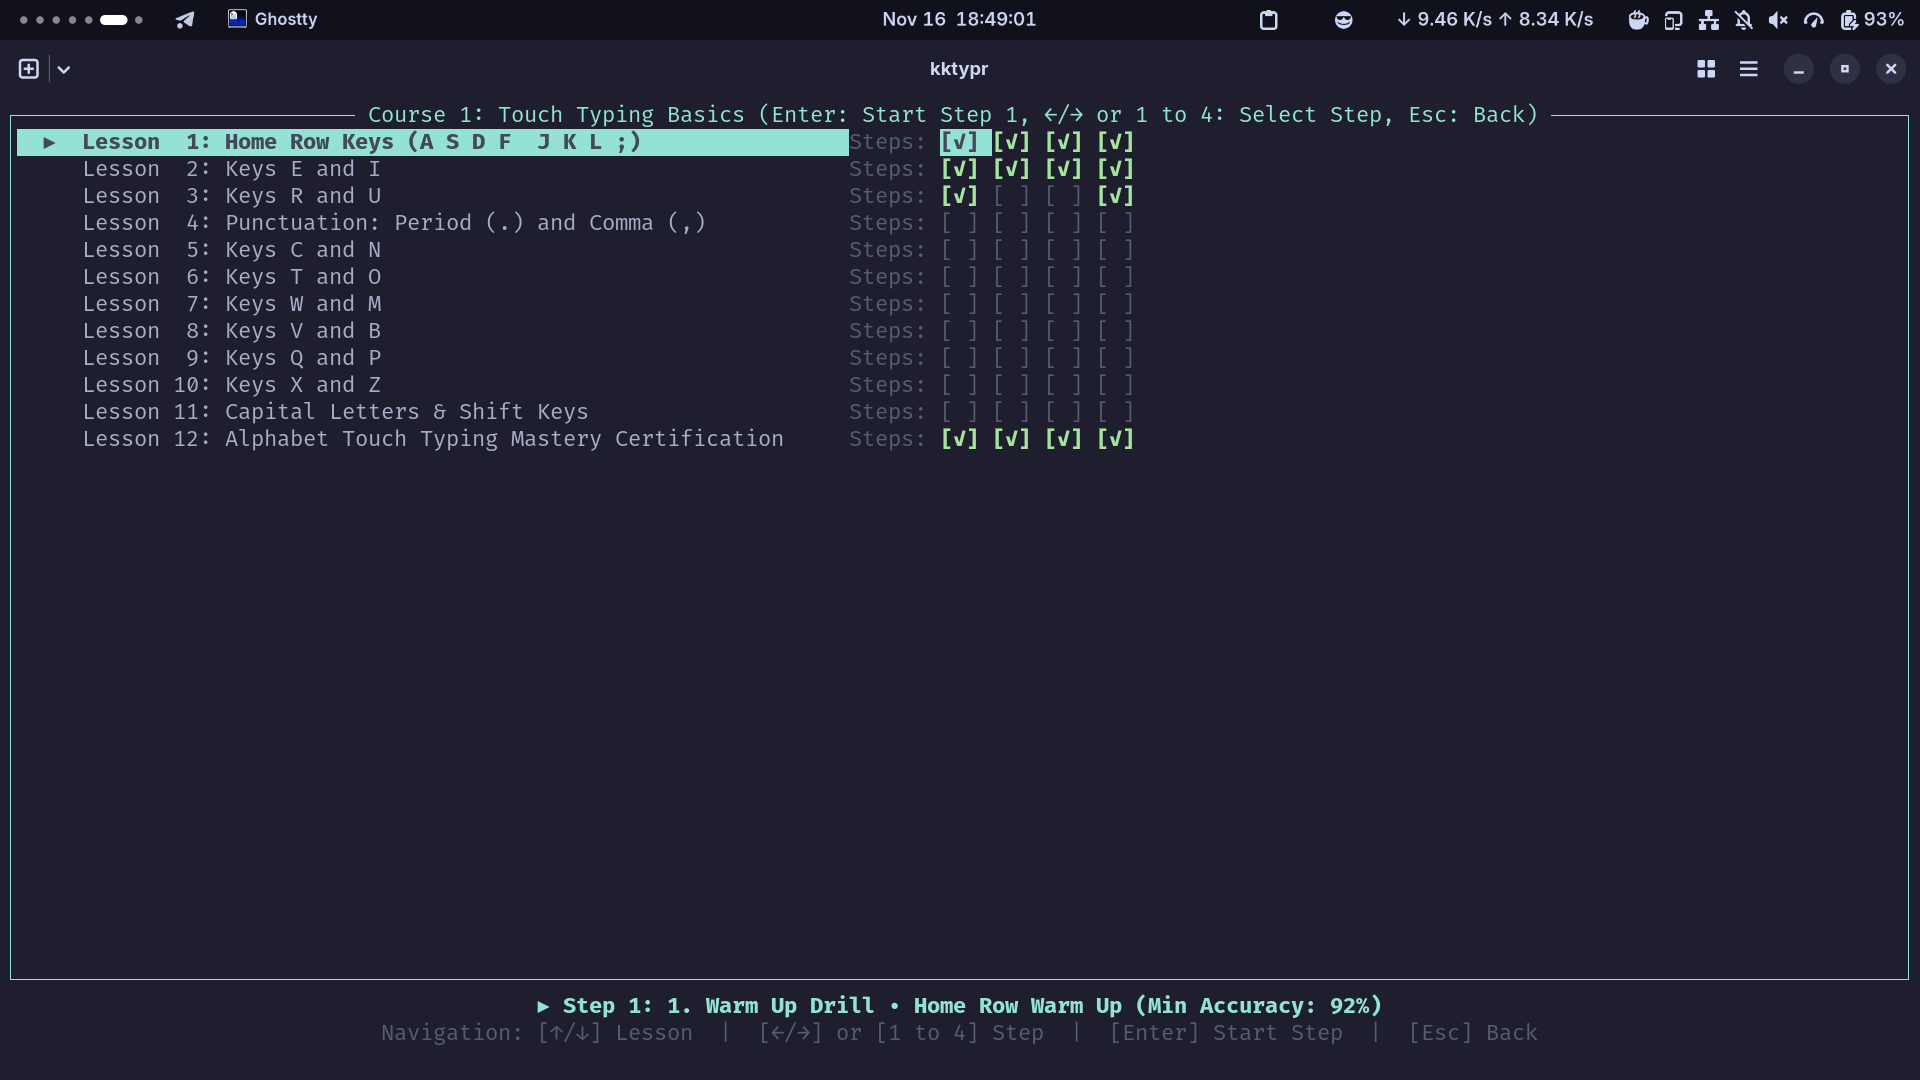 Ghostty
Nov 16 18:49:01
↓ 9.46 K/s ↑ 8.34 K/s
93%
kktypr
Course 1: Touch Typing Basics (Enter: Start Step 1, ←/→ or 1 to 4: Select Step, Esc: Back)
▶ Lesson  1: Home Row Keys (A S D F  J K L ;) Steps: [√] [√] [√] [√]
Lesson  2: Keys E and I Steps: [√] [√] [√] [√]
Lesson  3: Keys R and U Steps: [√] [ ] [ ] [√]
Lesson  4: Punctuation: Period (.) and Comma (,) Steps: [ ] [ ] [ ] [ ]
Lesson  5: Keys C and N Steps: [ ] [ ] [ ] [ ]
Lesson  6: Keys T and O Steps: [ ] [ ] [ ] [ ]
Lesson  7: Keys W and M Steps: [ ] [ ] [ ] [ ]
Lesson  8: Keys V and B Steps: [ ] [ ] [ ] [ ]
Lesson  9: Keys Q and P Steps: [ ] [ ] [ ] [ ]
Lesson 10: Keys X and Z Steps: [ ] [ ] [ ] [ ]
Lesson 11: Capital Letters & Shift Keys Steps: [ ] [ ] [ ] [ ]
Lesson 12: Alphabet Touch Typing Mastery Certification Steps: [√] [√] [√] [√]
▶ Step 1: 1. Warm Up Drill • Home Row Warm Up (Min Accuracy: 92%)
Navigation: [↑/↓] Lesson | [←/→] or [1 to 4] Step | [Enter] Start Step | [Esc] Back